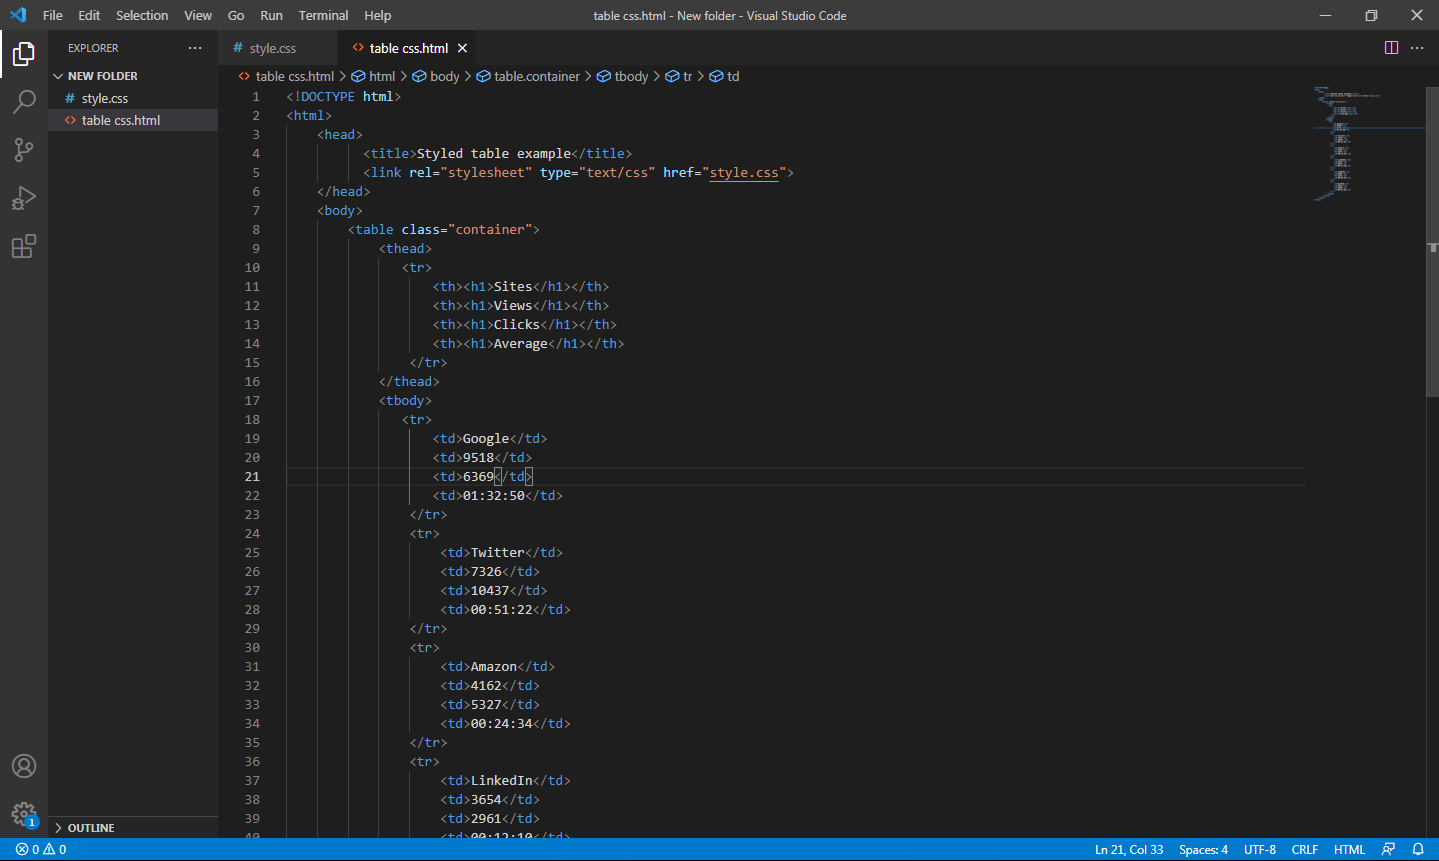 File Edit Selection View Go Run Terminal Help table css.html - New folder - Visual Studio Code
EXPLORER ··· # style.css <> table css.html ×
NEW FOLDER
# style.css
<> table css.html
<> table css.html > html > body > table.container > tbody > tr > td
1 <!DOCTYPE html>
2 <html>
3 <head>
4 <title>Styled table example</title>
5 <link rel="stylesheet" type="text/css" href="style.css">
6 </head>
7 <body>
8 <table class="container">
9 <thead>
10 <tr>
11 <th><h1>Sites</h1></th>
12 <th><h1>Views</h1></th>
13 <th><h1>Clicks</h1></th>
14 <th><h1>Average</h1></th>
15 </tr>
16 </thead>
17 <tbody>
18 <tr>
19 <td>Google</td>
20 <td>9518</td>
21 <td>6369</td>
22 <td>01:32:50</td>
23 </tr>
24 <tr>
25 <td>Twitter</td>
26 <td>7326</td>
27 <td>10437</td>
28 <td>00:51:22</td>
29 </tr>
30 <tr>
31 <td>Amazon</td>
32 <td>4162</td>
33 <td>5327</td>
34 <td>00:24:34</td>
35 </tr>
36 <tr>
37 <td>LinkedIn</td>
38 <td>3654</td>
39 <td>2961</td>
40 <td>00:12:10</td>
OUTLINE
1
0 0 Ln 21, Col 33 Spaces: 4 UTF-8 CRLF HTML